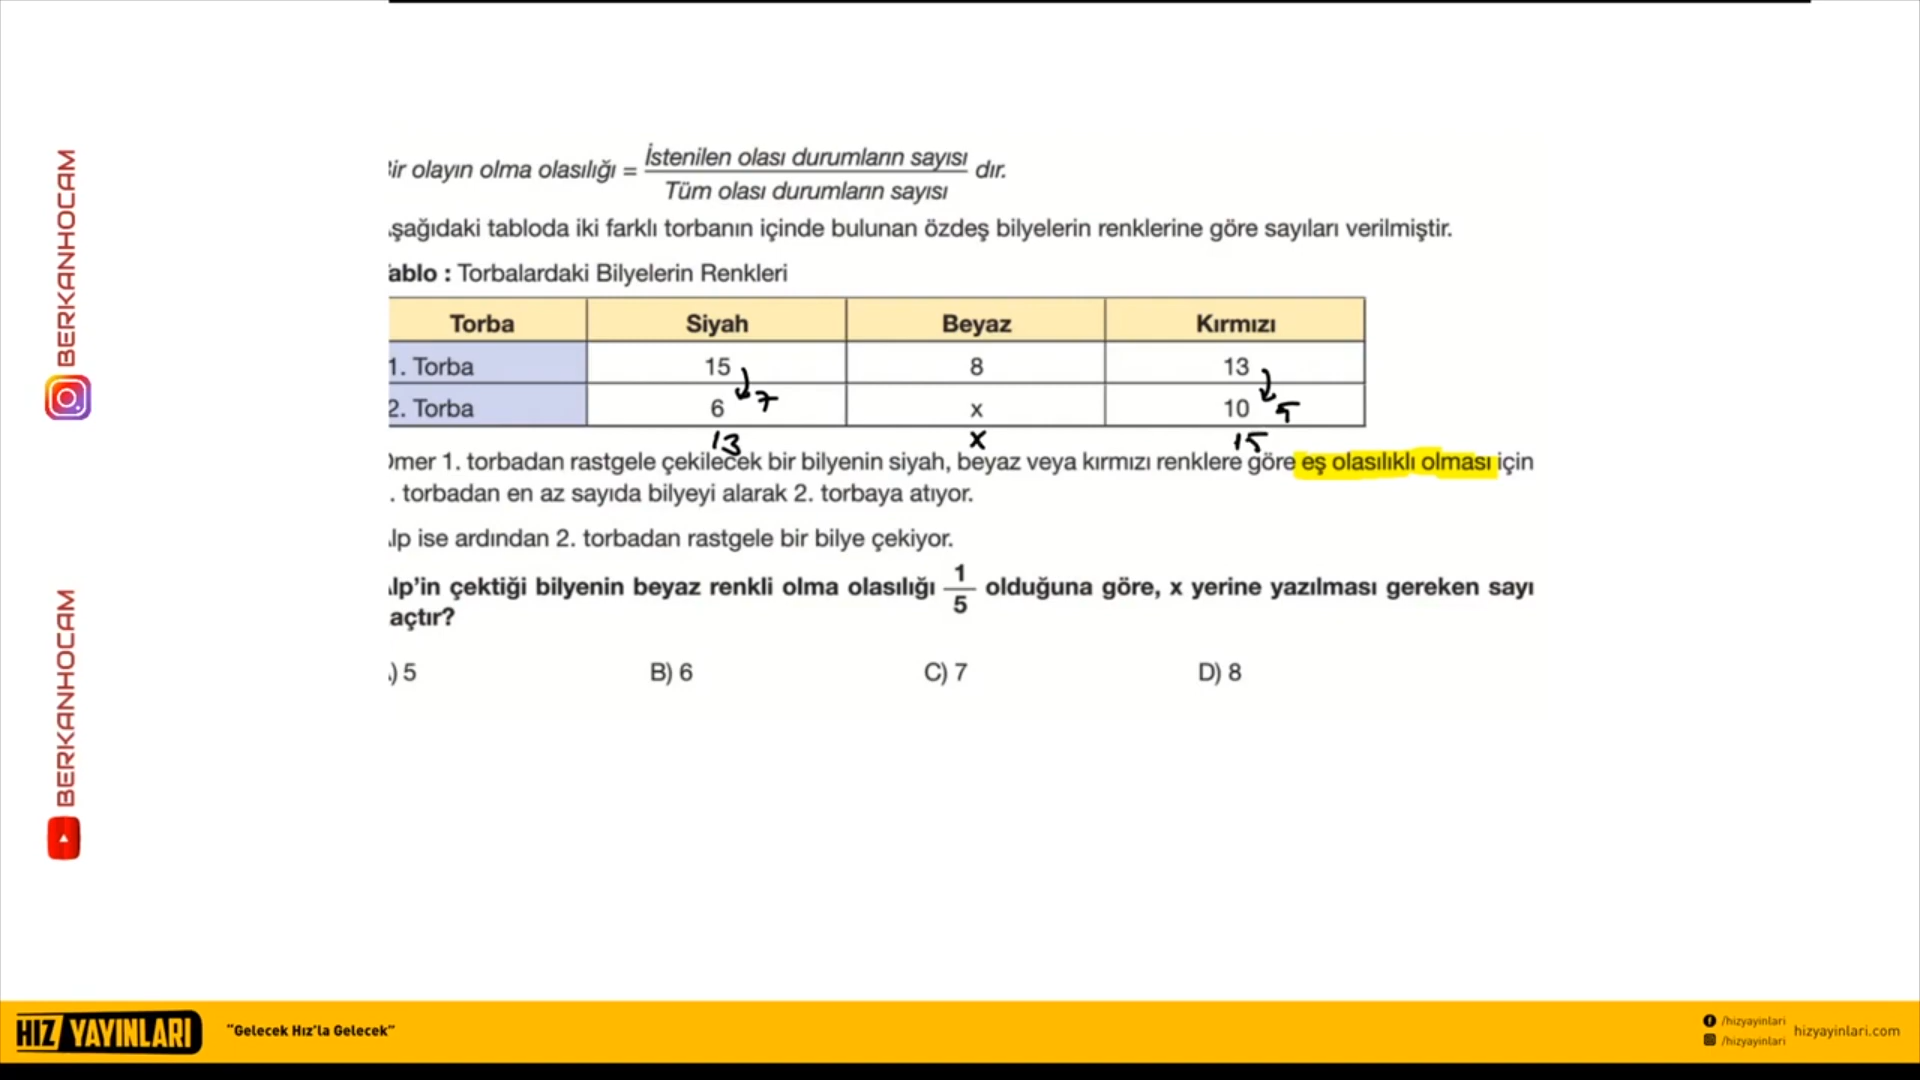 BERKANHOCAM
BERKANHOCAM
ir olayın olma olasılığı = İstenilen olası durumların sayısı / Tüm olası durumların sayısı dır.
şağıdaki tabloda iki farklı torbanın içinde bulunan özdeş bilyelerin renklerine göre sayıları verilmiştir.
ablo : Torbalardaki Bilyelerin Renkleri
Torba Siyah Beyaz Kırmızı
1. Torba 15 8 13
2. Torba 6 7 x 10 5
13 x 15
mer 1. torbadan rastgele çekilecek bir bilyenin siyah, beyaz veya kırmızı renklere göre eş olasılıklı olması için
. torbadan en az sayıda bilyeyi alarak 2. torbaya atıyor.
lp ise ardından 2. torbadan rastgele bir bilye çekiyor.
lp'in çektiği bilyenin beyaz renkli olma olasılığı 1/5 olduğuna göre, x yerine yazılması gereken sayı
açtır?
) 5 B) 6 C) 7 D) 8
HIZ YAYINLARI "Gelecek Hız'la Gelecek"
/hizyayinlari
/hizyayinlari
hizyayinlari.com